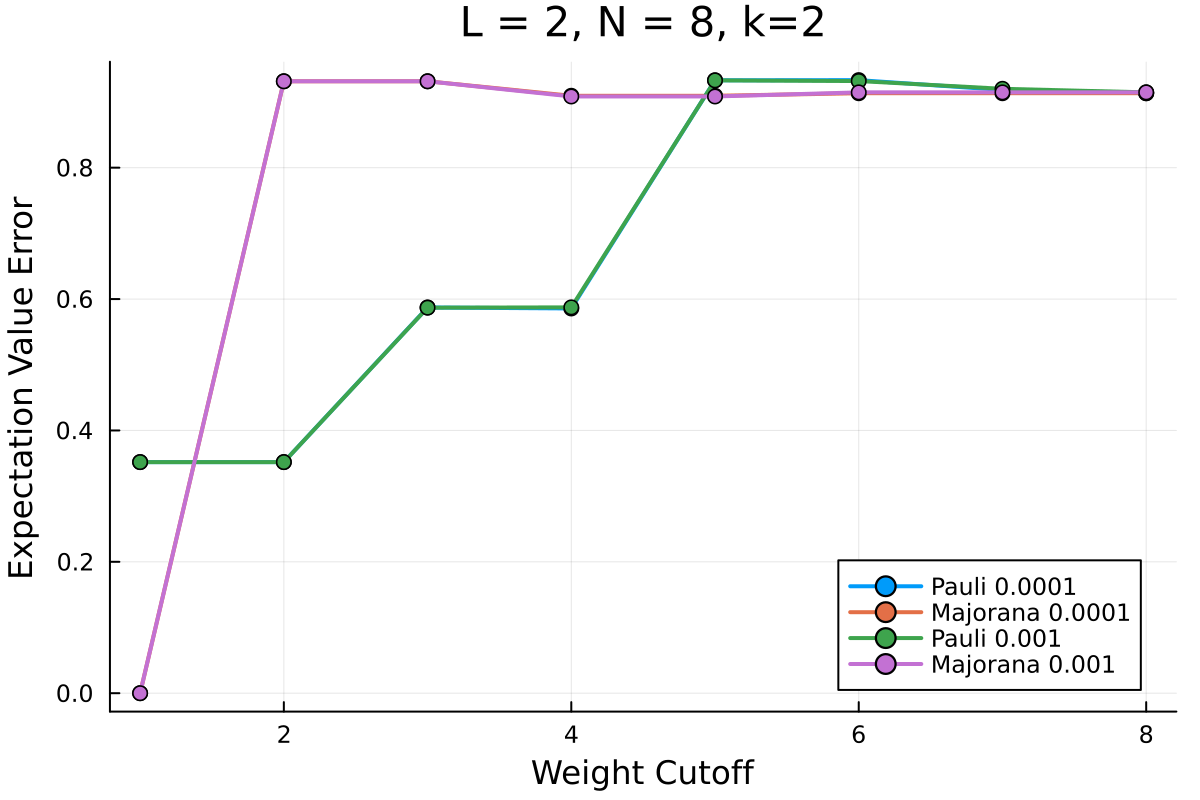 L = 2, N = 8, k=2
Expectation Value Error
0.8
0.6
0.4
0.2
0.0
2 4 6 8
Weight Cutoff
Pauli 0.0001
Majorana 0.0001
Pauli 0.001
Majorana 0.001